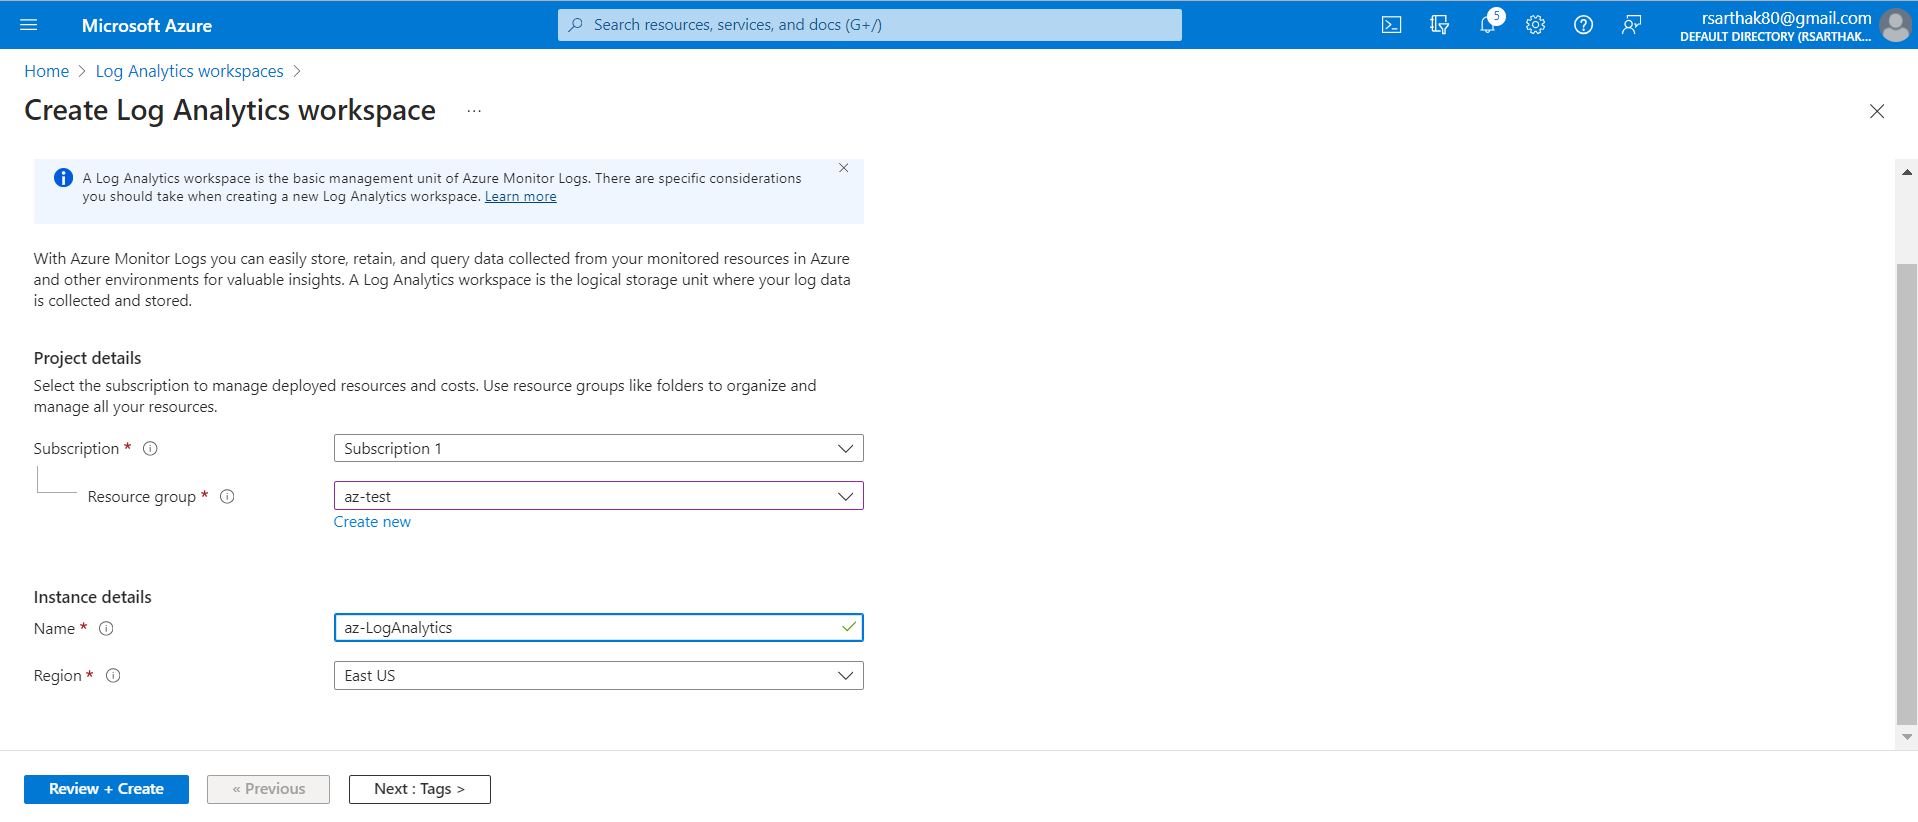 Microsoft Azure
Search resources, services, and docs (G+/)
5
rsarthak80@gmail.com
DEFAULT DIRECTORY (RSARTHAK...
Home > Log Analytics workspaces >
Create Log Analytics workspace ...
A Log Analytics workspace is the basic management unit of Azure Monitor Logs. There are specific considerations
you should take when creating a new Log Analytics workspace. Learn more
With Azure Monitor Logs you can easily store, retain, and query data collected from your monitored resources in Azure
and other environments for valuable insights. A Log Analytics workspace is the logical storage unit where your log data
is collected and stored.
Project details
Select the subscription to manage deployed resources and costs. Use resource groups like folders to organize and
manage all your resources.
Subscription *
Subscription 1
Resource group *
az-test
Create new
Instance details
Name *
az-LogAnalytics
Region *
East US
Review + Create
« Previous
Next : Tags >